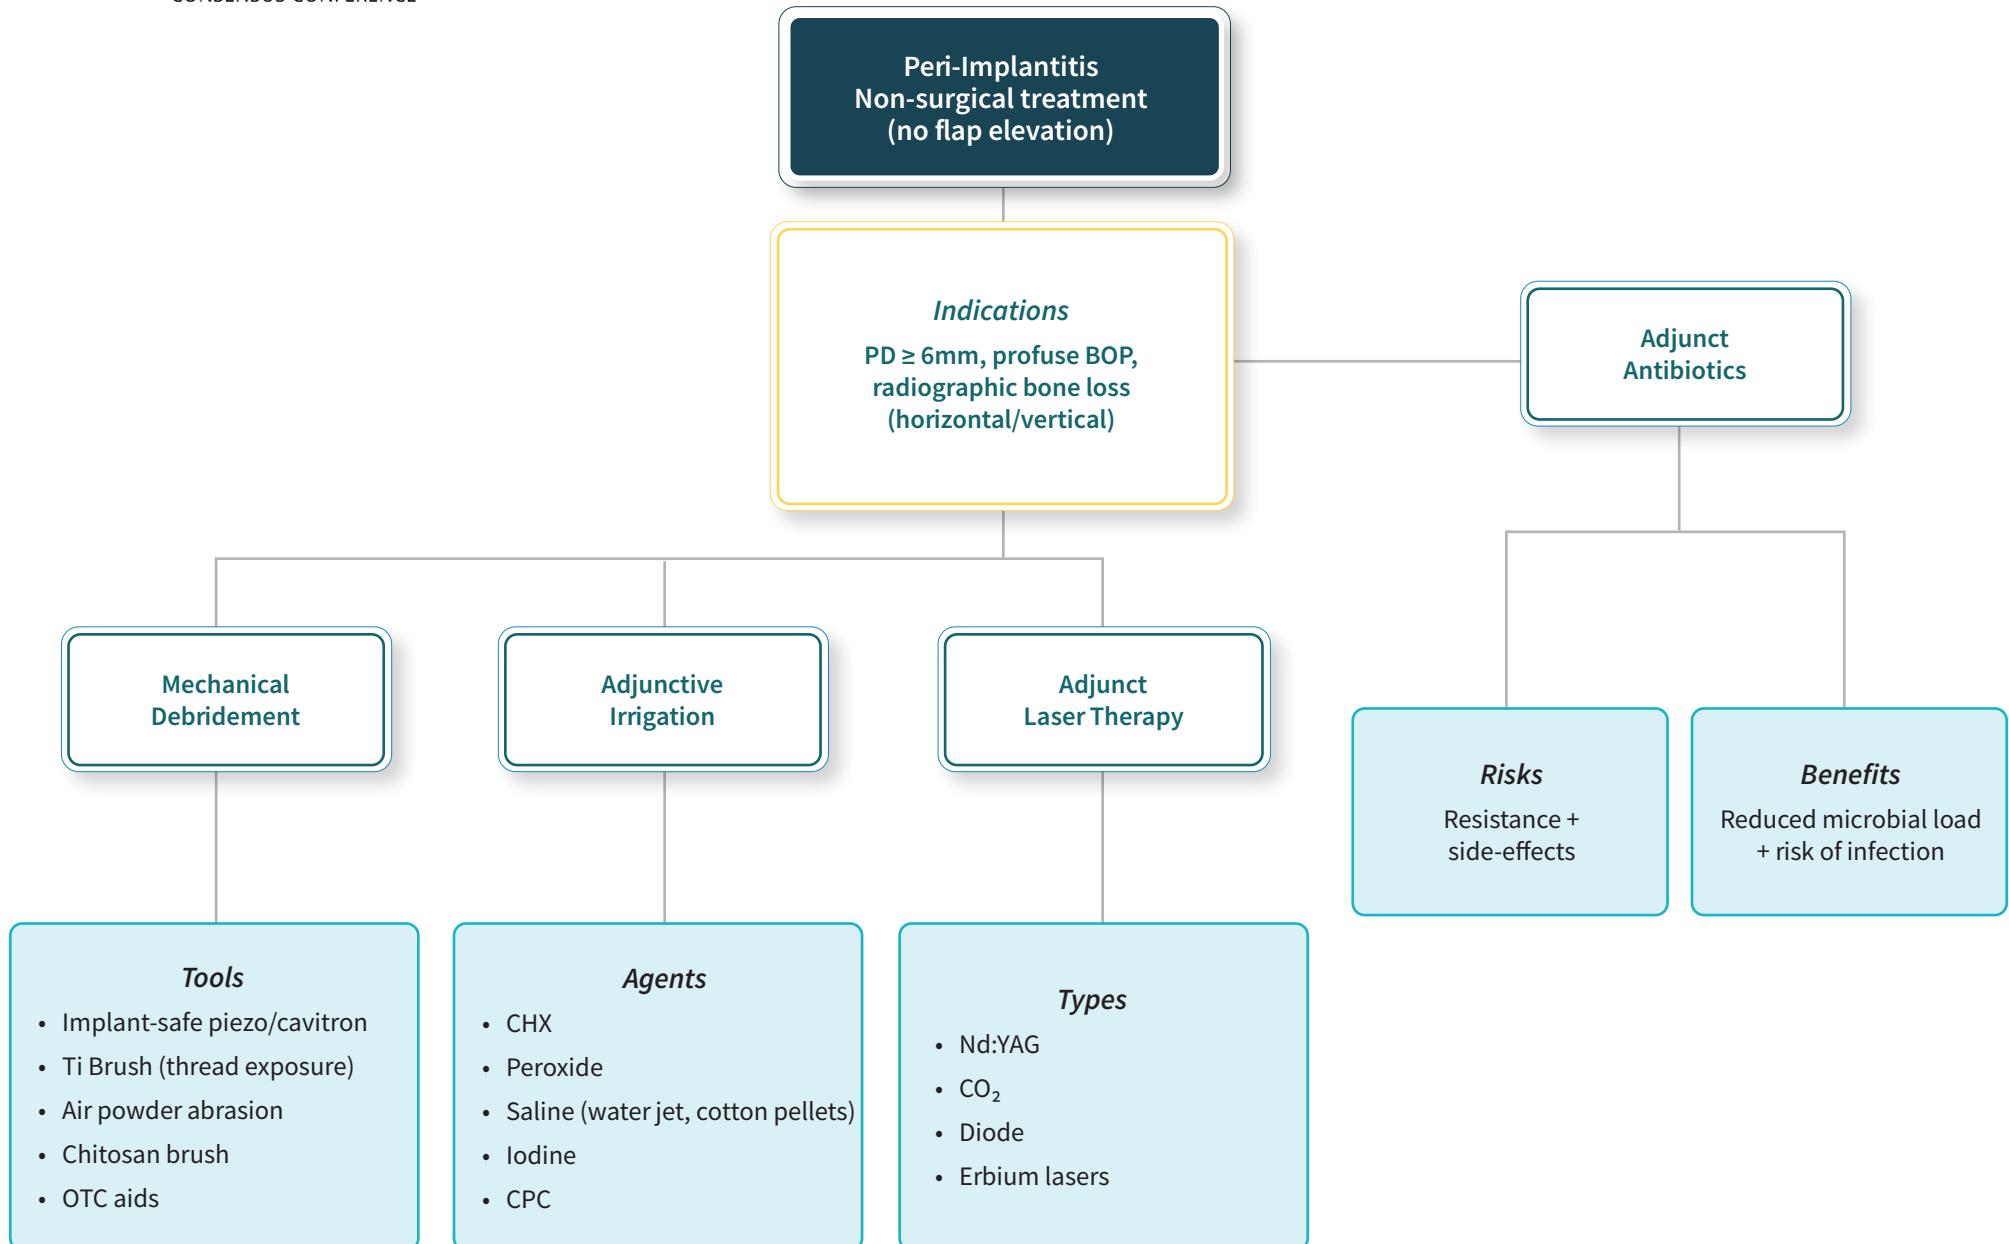 CONSENSUS CONFERENCE
Peri-Implantitis
Non-surgical treatment
(no flap elevation)
Indications
PD ≥ 6mm, profuse BOP,
radiographic bone loss
(horizontal/vertical)
Adjunct
Antibiotics
Mechanical
Debridement
Adjunctive
Irrigation
Adjunct
Laser Therapy
Risks
Resistance +
side-effects
Benefits
Reduced microbial load
+ risk of infection
Tools
• Implant-safe piezo/cavitron
• Ti Brush (thread exposure)
• Air powder abrasion
• Chitosan brush
• OTC aids
Agents
• CHX
• Peroxide
• Saline (water jet, cotton pellets)
• Iodine
• CPC
Types
• Nd:YAG
• CO₂
• Diode
• Erbium lasers